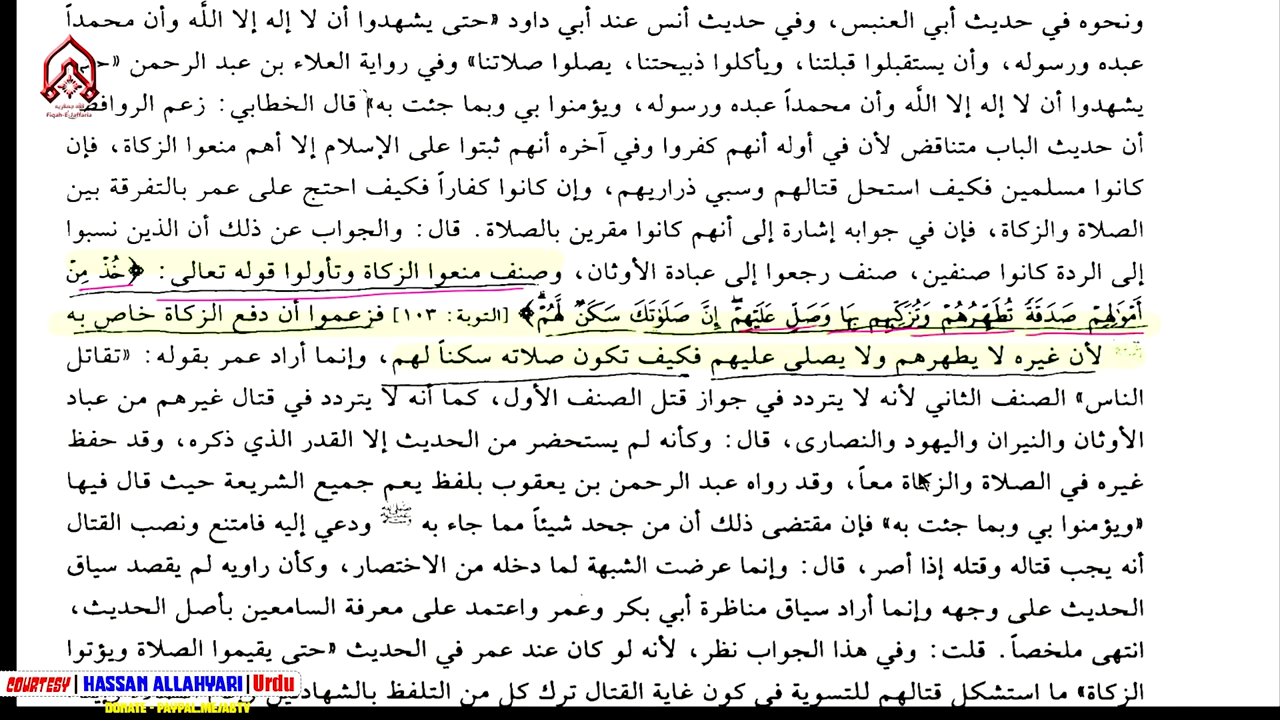 ونحوه في حديث أبي العنبس، وفي حديث أنس عند أبي داود «حتى يشهدوا أن لا إله إلا اللَّه وأن محمداً
عبده ورسوله، وأن يستقبلوا قبلتنا، ويأكلوا ذبيحتنا، يصلوا صلاتنا» وفي رواية العلاء بن عبد الرحمن
يشهدوا أن لا إله إلا اللَّه وأن محمداً عبده ورسوله، ويؤمنوا بي وبما جئت به» قال الخطابي: زعم الروافض
أن حديث الباب متناقض لأن في أوله أنهم كفروا وفي آخره أنهم ثبتوا على الإسلام إلا أهم منعوا الزكاة، فإن
كانوا مسلمين فكيف استحل قتالهم وسبي ذراريهم، وإن كانوا كفاراً فكيف احتج على عمر بالتفرقة بين
الصلاة والزكاة، فإن في جوابه إشارة إلى أنهم كانوا مقرين بالصلاة. قال: والجواب عن ذلك أن الذين نسبوا
إلى الردة كانوا صنفين، صنف رجعوا إلى عبادة الأوثان، وصنف منعوا الزكاة وتأولوا قوله تعالى: ﴿خُذْ مِنْ
أَمْوَٰلِهِمْ صَدَقَةً تُطَهِّرُهُمْ وَتُزَكِّيهِم بِهَا وَصَلِّ عَلَيْهِمْ إِنَّ صَلَوٰتَكَ سَكَنٌ لَّهُمْ﴾ [التوبة: ١٠٣] فزعموا أن دفع الزكاة خاص به
ﷺ لأن غيره لا يطهرهم ولا يصلي عليهم فكيف تكون صلاته سكناً لهم، وإنما أراد عمر بقوله: «تقاتل
الناس» الصنف الثاني لأنه لا يتردد في جواز قتل الصنف الأول، كما أنه لا يتردد في قتال غيرهم من عباد
الأوثان والنيران واليهود والنصارى، قال: وكأنه لم يستحضر من الحديث إلا القدر الذي ذكره، وقد حفظ
غيره في الصلاة والزكاة معاً، وقد رواه عبد الرحمن بن يعقوب بلفظ يعم جميع الشريعة حيث قال فيها
«ويؤمنوا بي وبما جئت به» فإن مقتضى ذلك أن من جحد شيئاً مما جاء به ﷺ ودعي إليه فامتنع ونصب القتال
أنه يجب قتاله وقتله إذا أصر، قال: وإنما عرضت الشبهة لما دخله من الاختصار، وكأن راويه لم يقصد سياق
الحديث على وجهه وإنما أراد سياق مناظرة أبي بكر وعمر واعتمد على معرفة السامعين بأصل الحديث،
انتهى ملخصاً. قلت: وفي هذا الجواب نظر، لأنه لو كان عند عمر في الحديث «حتى يقيموا الصلاة ويؤتوا
الزكاة» ما استشكل قتالهم للتسوية في كون غاية القتال ترك كل من التلفظ
Fiqah-E-Jaffaria
COURTESY | HASSAN ALLAHYARI | Urdu
DONATE - PAYPAL.ME/ABTV